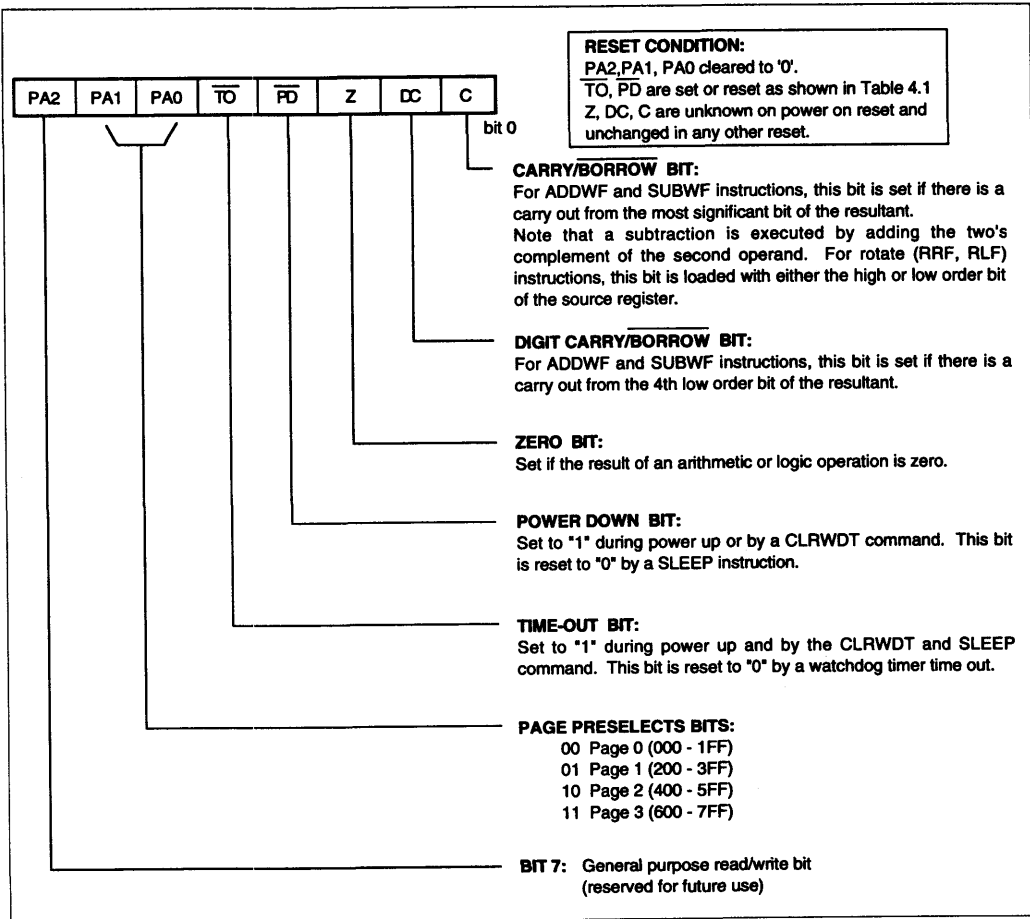 RESET CONDITION:
PA2,PA1, PA0 cleared to '0'.
T̅O̅, P̅D̅ are set or reset as shown in Table 4.1
Z, DC, C are unknown on power on reset and
unchanged in any other reset.
PA2 PA1 PA0 T̅O̅ P̅D̅ Z DC C
bit 0
CARRY/B̅O̅R̅R̅O̅W̅ BIT:
For ADDWF and SUBWF instructions, this bit is set if there is a
carry out from the most significant bit of the resultant.
Note that a subtraction is executed by adding the two's
complement of the second operand. For rotate (RRF, RLF)
instructions, this bit is loaded with either the high or low order bit
of the source register.
DIGIT CARRY/B̅O̅R̅R̅O̅W̅ BIT:
For ADDWF and SUBWF instructions, this bit is set if there is a
carry out from the 4th low order bit of the resultant.
ZERO BIT:
Set if the result of an arithmetic or logic operation is zero.
POWER DOWN BIT:
Set to "1" during power up or by a CLRWDT command. This bit
is reset to "0" by a SLEEP instruction.
TIME-OUT BIT:
Set to "1" during power up and by the CLRWDT and SLEEP
command. This bit is reset to "0" by a watchdog timer time out.
PAGE PRESELECTS BITS:
00 Page 0 (000 - 1FF)
01 Page 1 (200 - 3FF)
10 Page 2 (400 - 5FF)
11 Page 3 (600 - 7FF)
BIT 7: General purpose read/write bit
(reserved for future use)